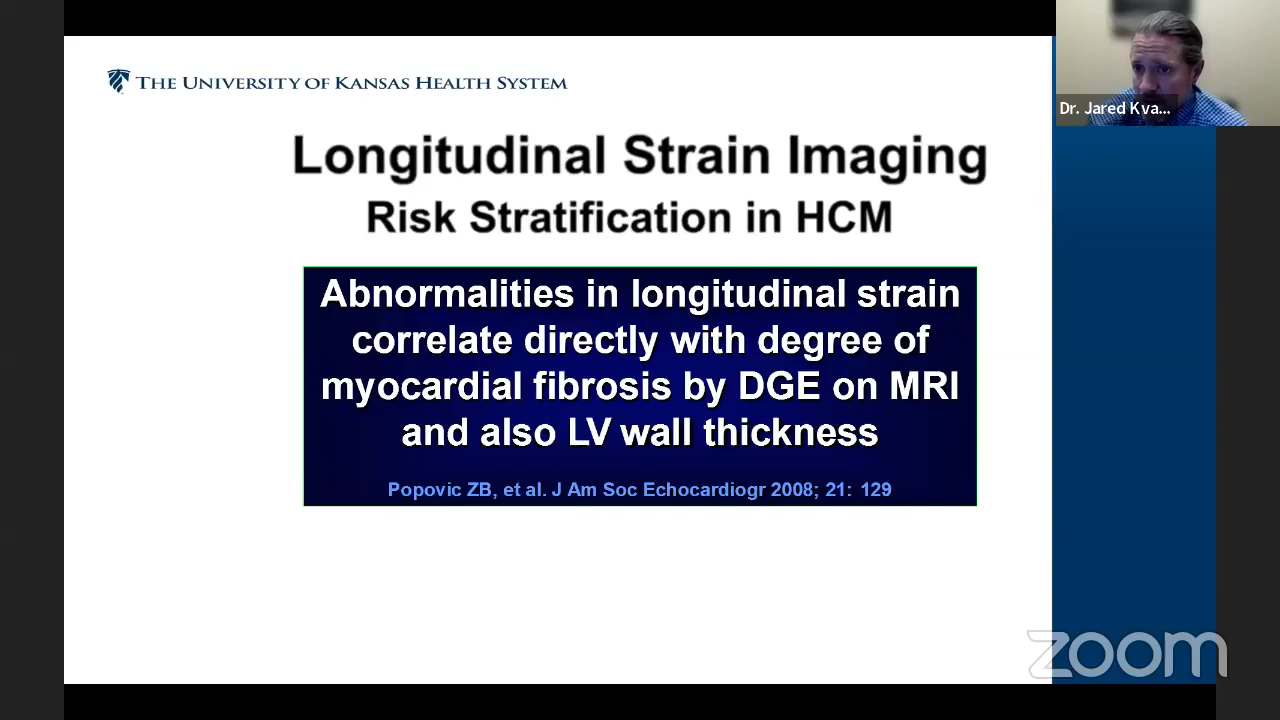 THE UNIVERSITY OF KANSAS HEALTH SYSTEM
Dr. Jared Kva...
Longitudinal Strain Imaging
Risk Stratification in HCM
Abnormalities in longitudinal strain
correlate directly with degree of
myocardial fibrosis by DGE on MRI
and also LV wall thickness
Popovic ZB, et al. J Am Soc Echocardiogr 2008; 21: 129
zoom